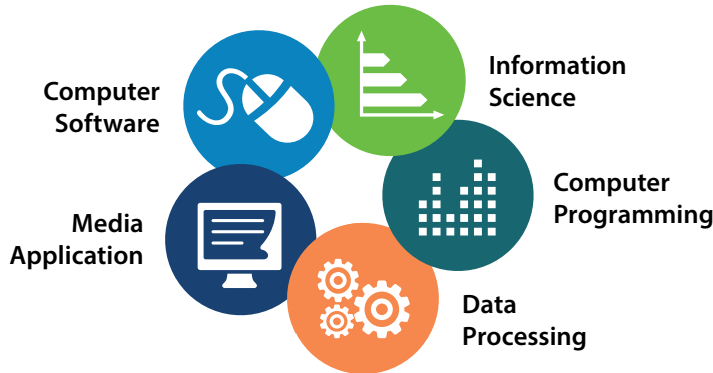 Computer
Software
Information
Science
Computer
Programming
Media
Application
Data
Processing